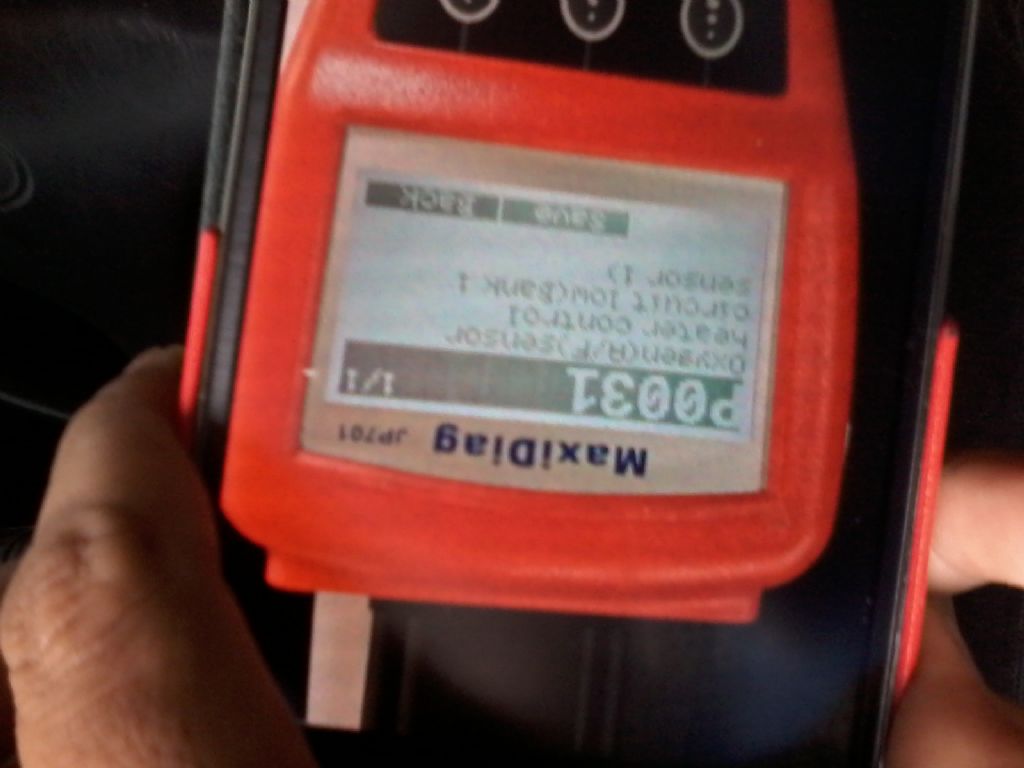 MaxiDiag JP701
P0031 1/1
Oxygen(A/F)sensor
heater control
circuit low(Bank 1
sensor 1)
Save Back